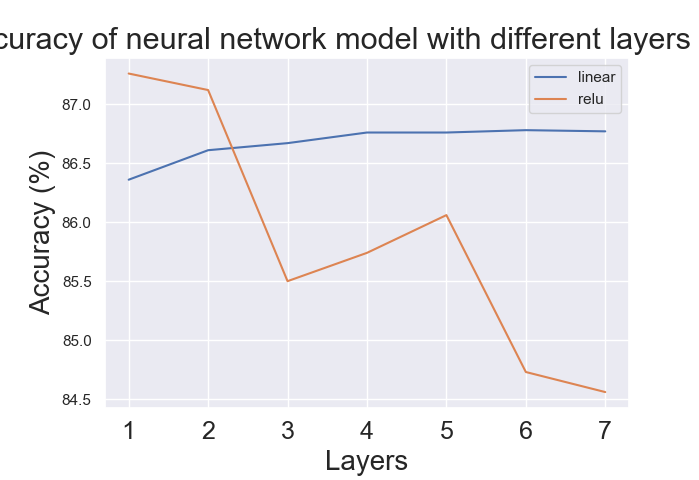 curacy of neural network model with different layers
linear
relu
Accuracy (%)
87.0
86.5
86.0
85.5
85.0
84.5
1 2 3 4 5 6 7
Layers